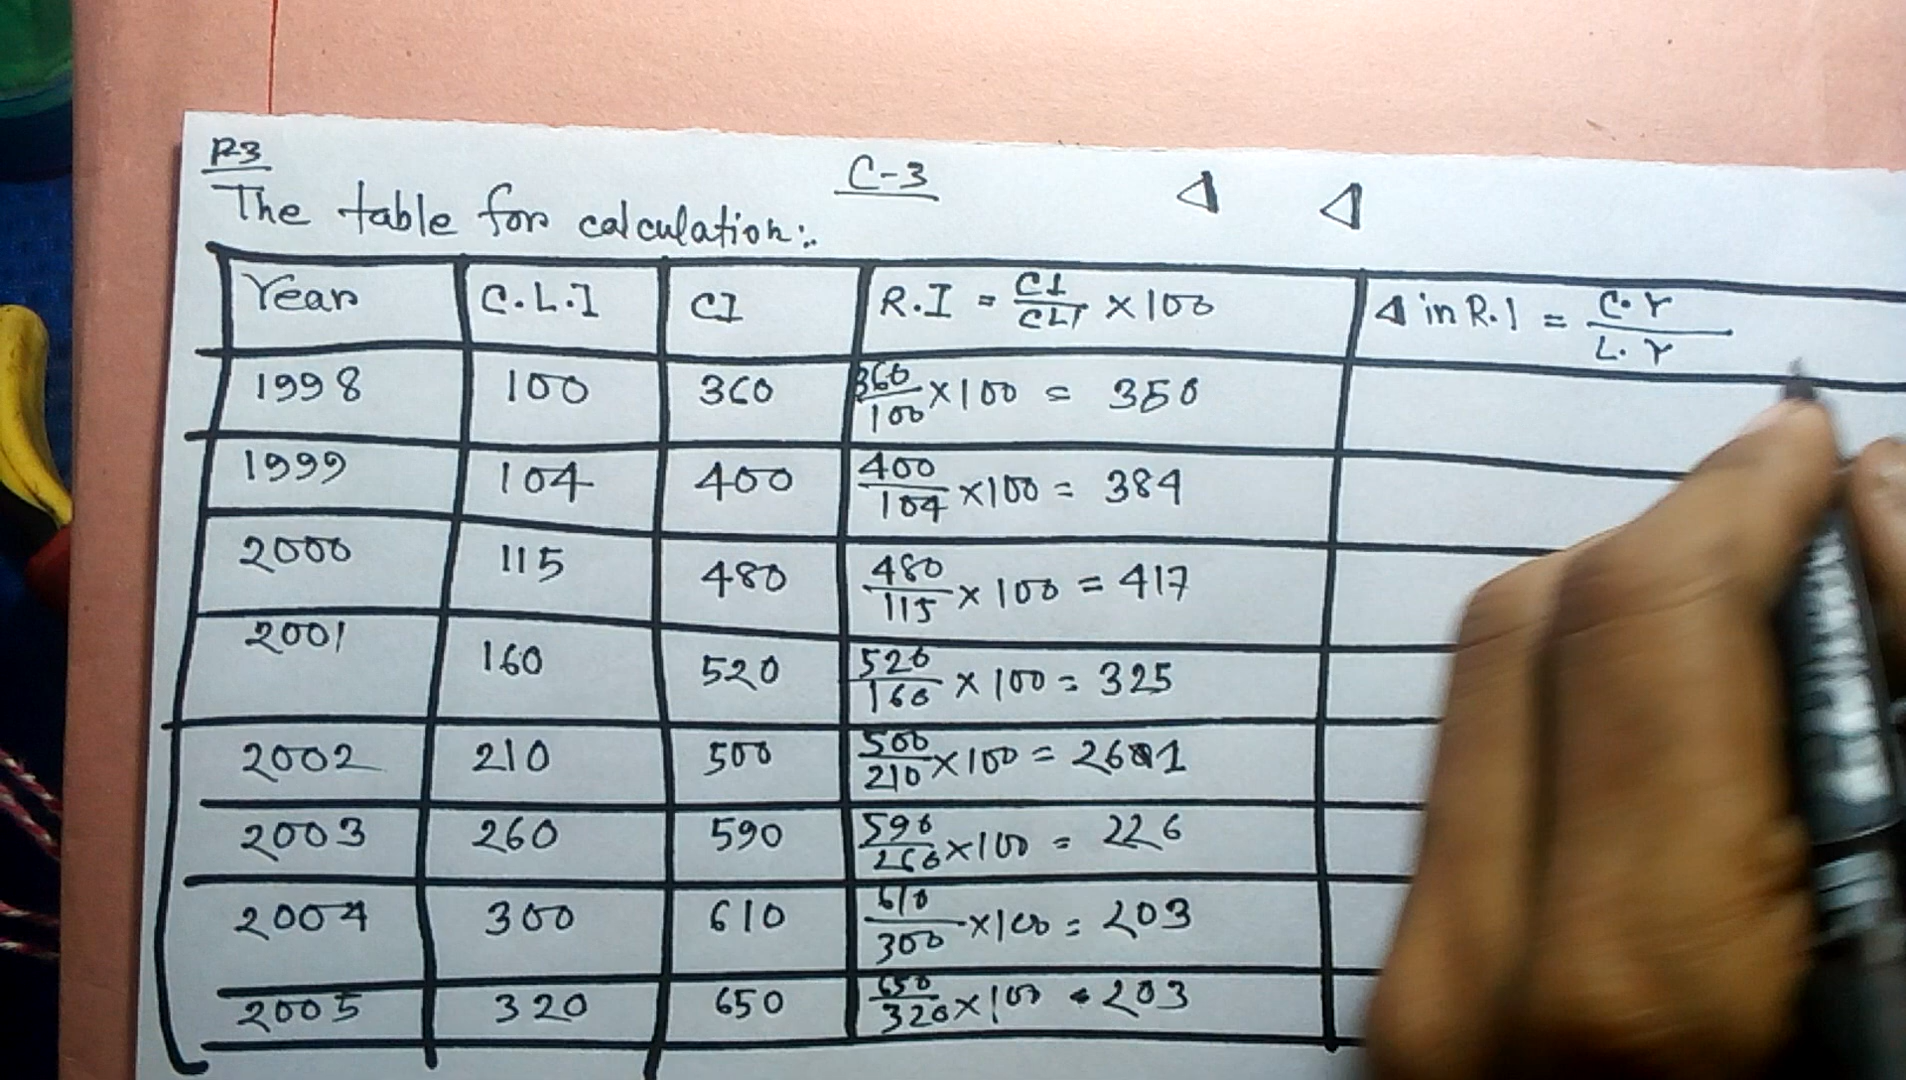 P3
C-3
The table for calculation:.
Year C.L.I CI R.I = CI/CLI × 100 Δ in R.I = C.Y/L.Y
1998 100 360 360/100 × 100 = 360
1999 104 400 400/104 × 100 = 384
2000 115 480 480/115 × 100 = 417
2001 160 520 520/160 × 100 = 325
2002 210 500 500/210 × 100 =
2003 260 590 590/260 × 100 = 226
2004 300 610 610/300 × 100 = 203
2005 320 650 650/320 × 100 = 203